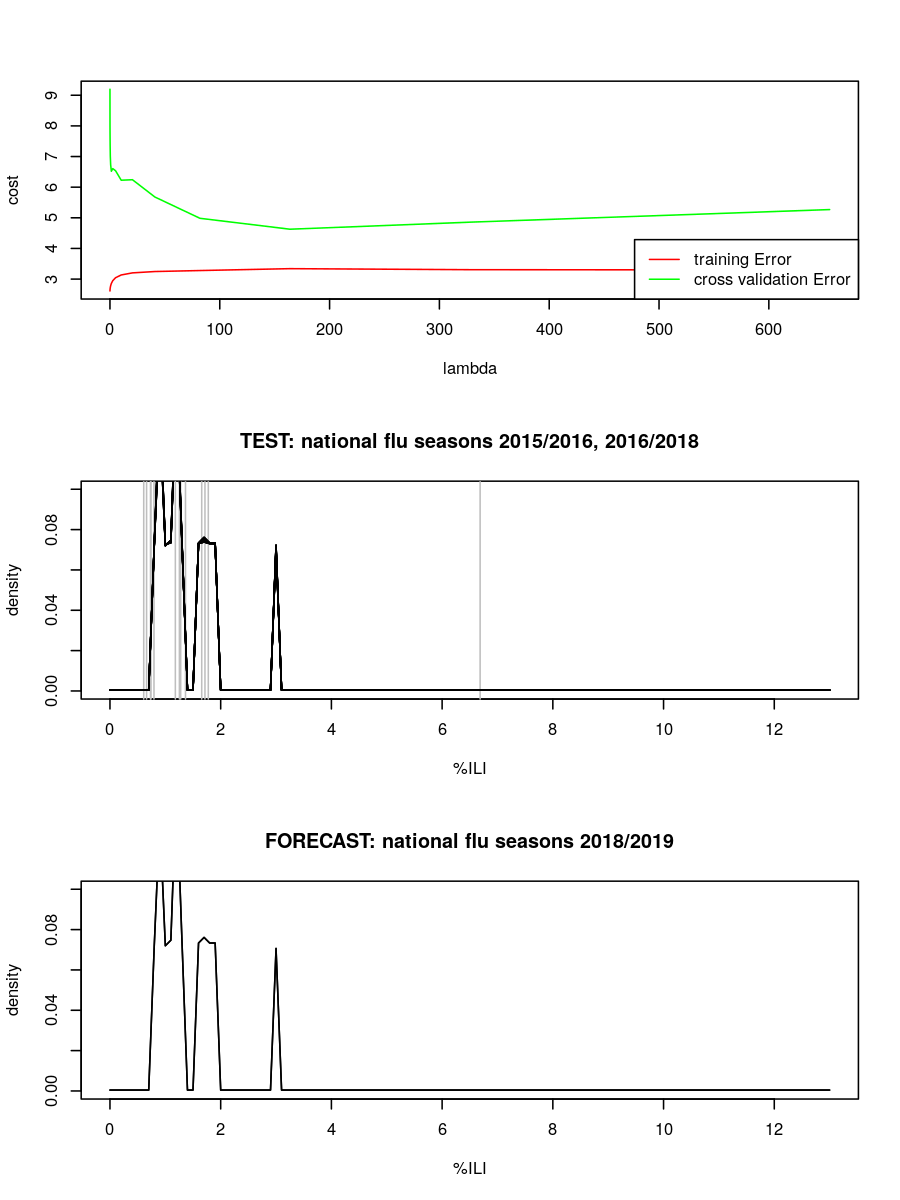 9
8
7
6
5
4
3
cost
training Error
cross validation Error
0 100 200 300 400 500 600
lambda
TEST: national flu seasons 2015/2016, 2016/2018
0.08
0.04
0.00
density
0 2 4 6 8 10 12
%ILI
FORECAST: national flu seasons 2018/2019
0.08
0.04
0.00
density
0 2 4 6 8 10 12
%ILI